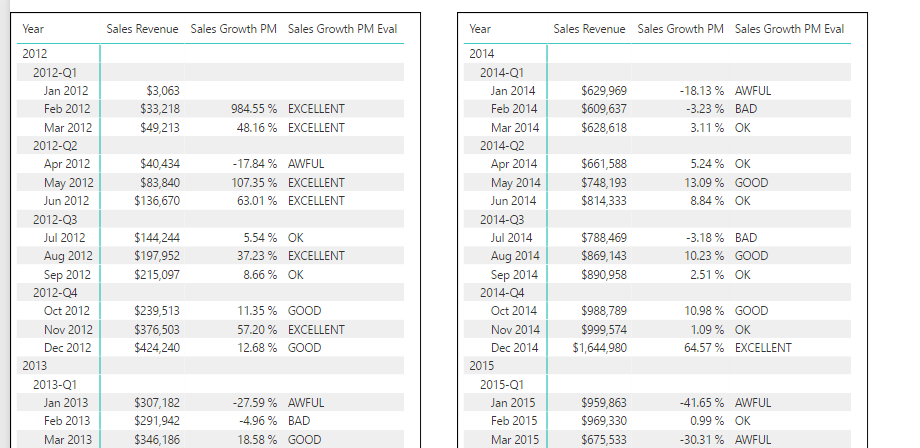 Year Sales Revenue Sales Growth PM Sales Growth PM Eval
2012
2012-Q1
Jan 2012 $3,063
Feb 2012 $33,218 984.55 % EXCELLENT
Mar 2012 $49,213 48.16 % EXCELLENT
2012-Q2
Apr 2012 $40,434 -17.84 % AWFUL
May 2012 $83,840 107.35 % EXCELLENT
Jun 2012 $136,670 63.01 % EXCELLENT
2012-Q3
Jul 2012 $144,244 5.54 % OK
Aug 2012 $197,952 37.23 % EXCELLENT
Sep 2012 $215,097 8.66 % OK
2012-Q4
Oct 2012 $239,513 11.35 % GOOD
Nov 2012 $376,503 57.20 % EXCELLENT
Dec 2012 $424,240 12.68 % GOOD
2013
2013-Q1
Jan 2013 $307,182 -27.59 % AWFUL
Feb 2013 $291,942 -4.96 % BAD
Mar 2013 $346,186 18.58 % GOOD
Year Sales Revenue Sales Growth PM Sales Growth PM Eval
2014
2014-Q1
Jan 2014 $629,969 -18.13 % AWFUL
Feb 2014 $609,637 -3.23 % BAD
Mar 2014 $628,618 3.11 % OK
2014-Q2
Apr 2014 $661,588 5.24 % OK
May 2014 $748,193 13.09 % GOOD
Jun 2014 $814,333 8.84 % OK
2014-Q3
Jul 2014 $788,469 -3.18 % BAD
Aug 2014 $869,143 10.23 % GOOD
Sep 2014 $890,958 2.51 % OK
2014-Q4
Oct 2014 $988,789 10.98 % GOOD
Nov 2014 $999,574 1.09 % OK
Dec 2014 $1,644,980 64.57 % EXCELLENT
2015
2015-Q1
Jan 2015 $959,863 -41.65 % AWFUL
Feb 2015 $969,330 0.99 % OK
Mar 2015 $675,533 -30.31 % AWFUL